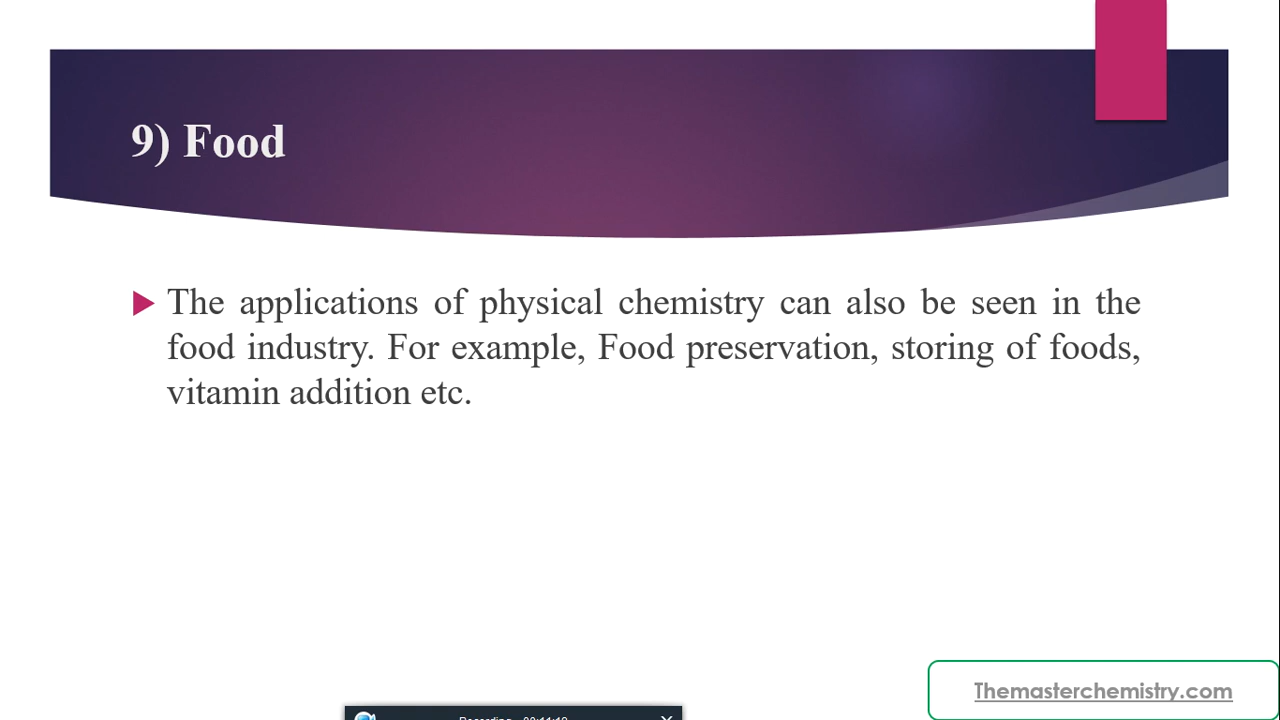 9) Food
The applications of physical chemistry can also be seen in the
food industry. For example, Food preservation, storing of foods,
vitamin addition etc.
Themasterchemistry.com